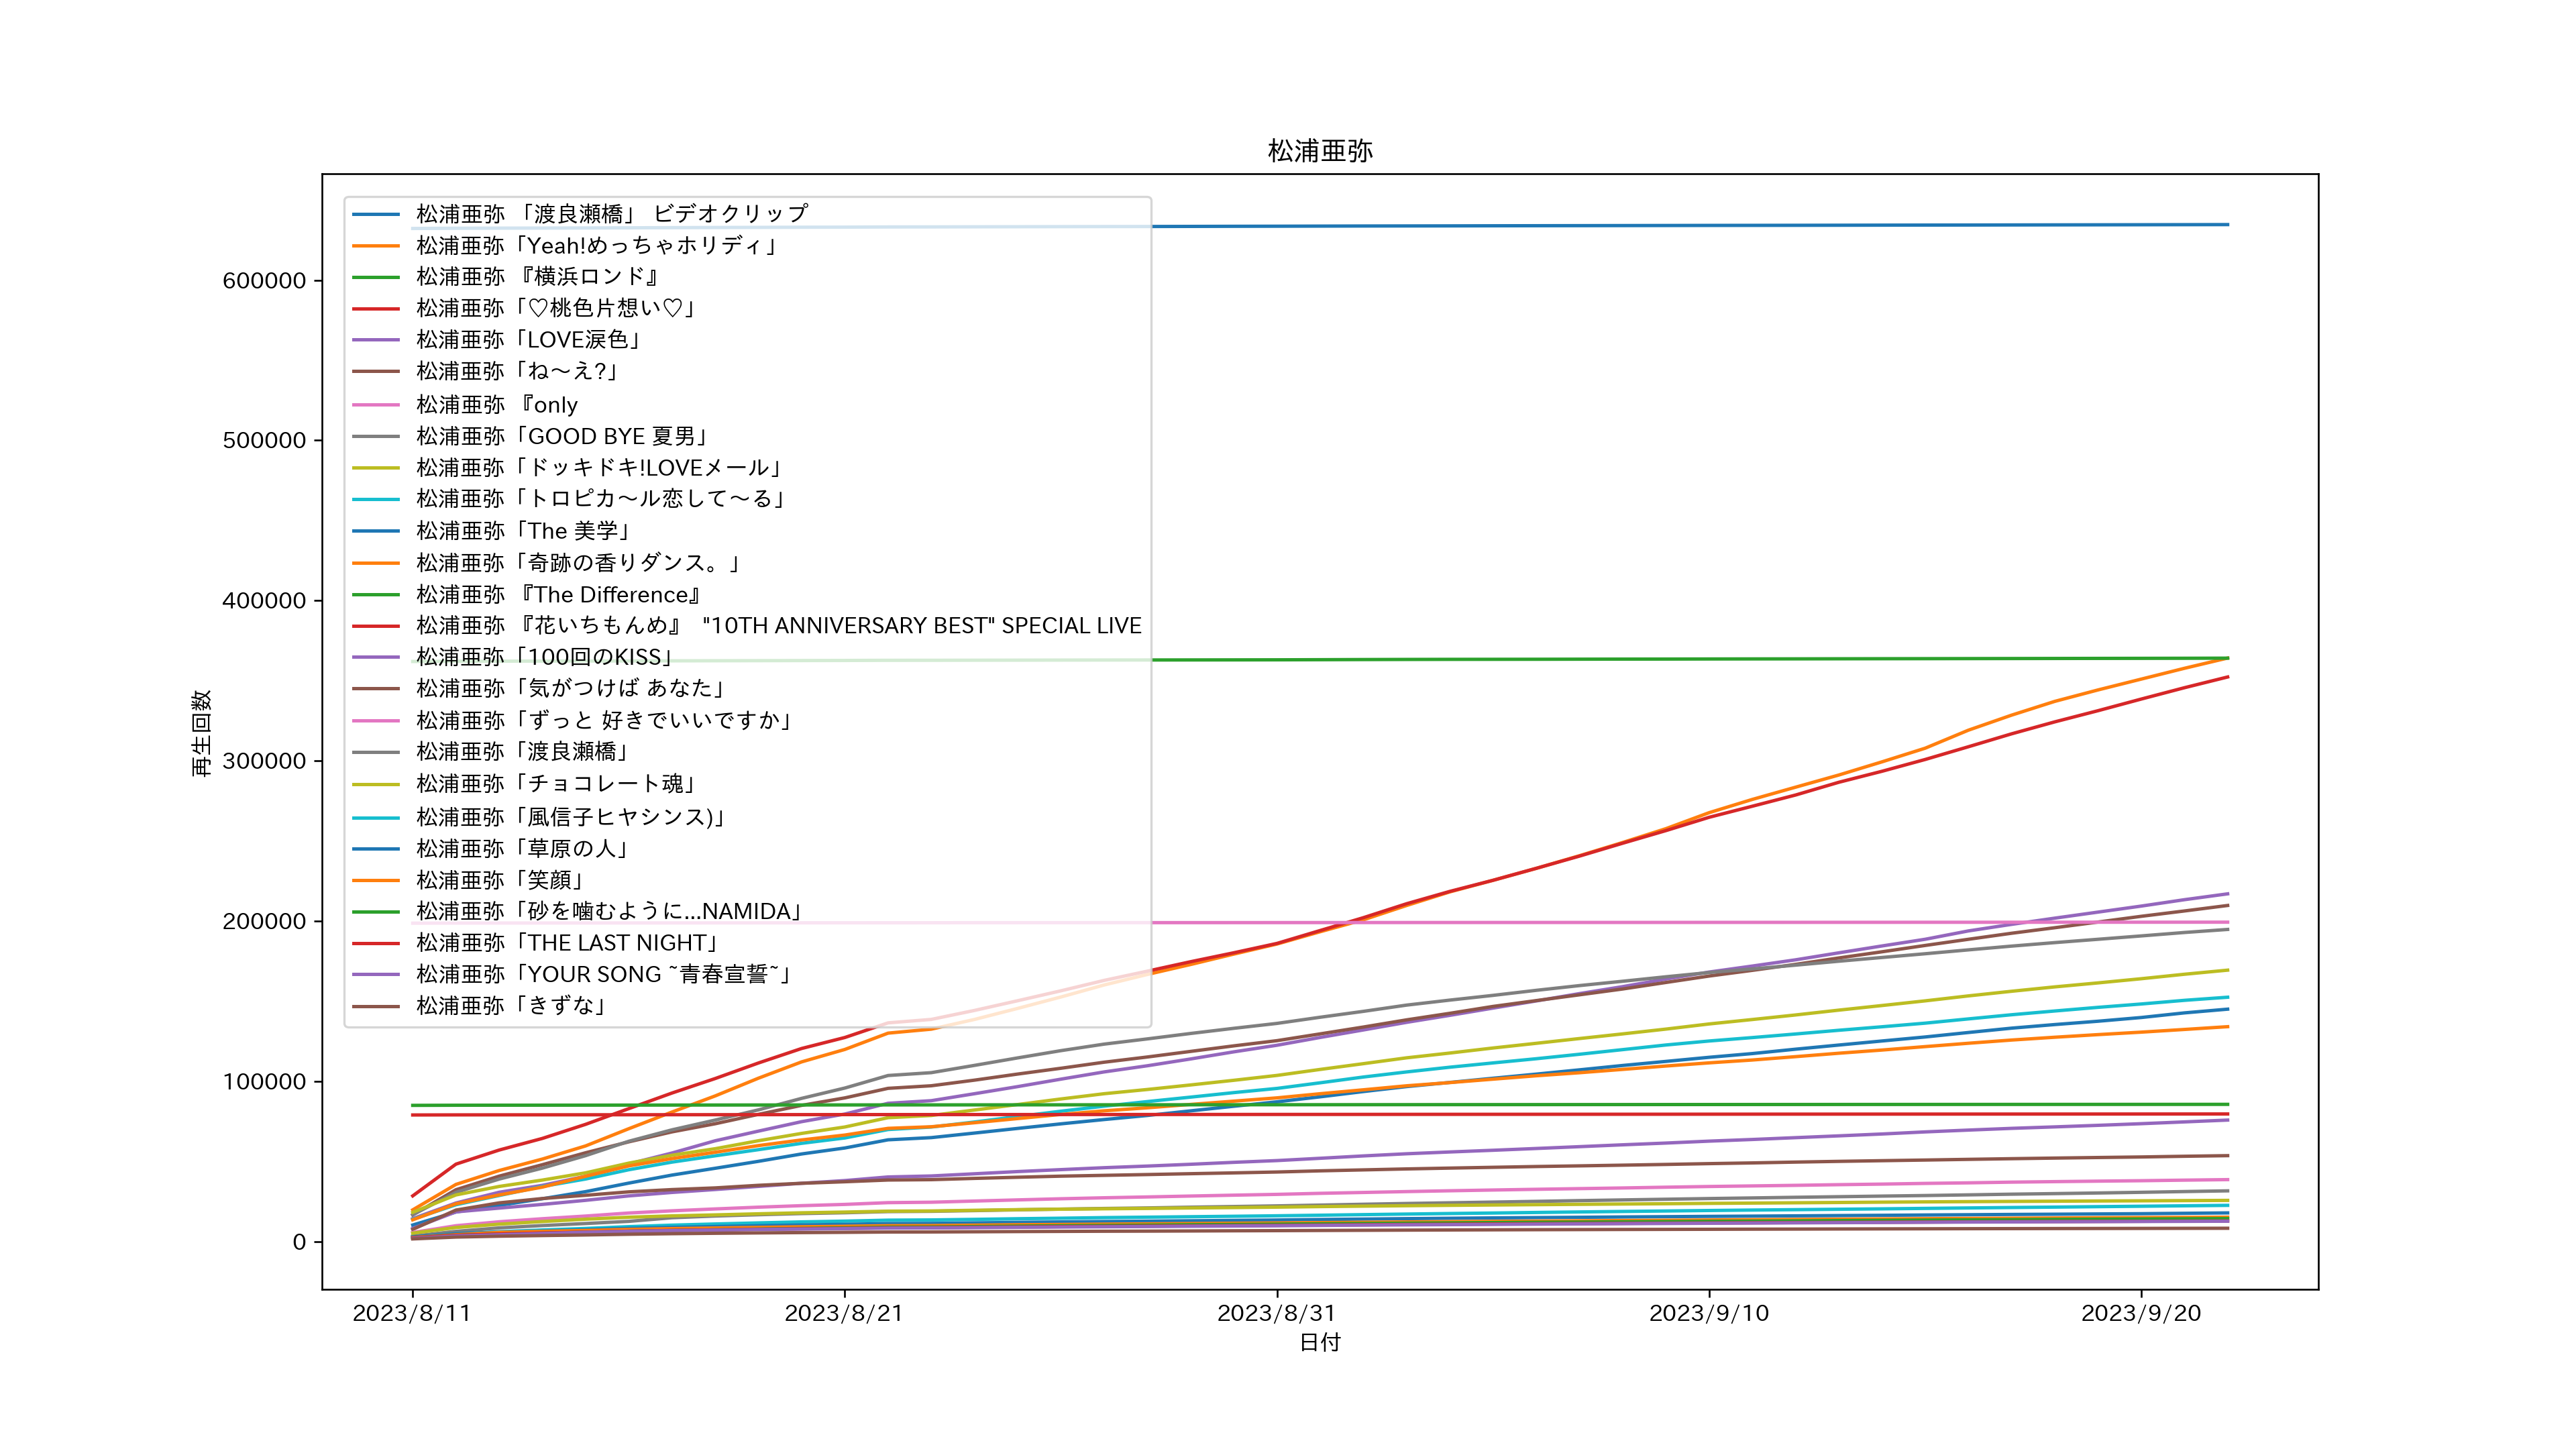 松浦亜弥
松浦亜弥 「渡良瀬橋」 ビデオクリップ
松浦亜弥「Yeah!めっちゃホリディ」
松浦亜弥 『横浜ロンド』
松浦亜弥「♡桃色片想い♡」
松浦亜弥「LOVE涙色」
松浦亜弥「ね〜え?」
松浦亜弥 『only
松浦亜弥「GOOD BYE 夏男」
松浦亜弥「ドッキドキ!LOVEメール」
松浦亜弥「トロピカ〜ル恋して〜る」
松浦亜弥「The 美学」
松浦亜弥「奇跡の香りダンス。」
松浦亜弥 『The Difference』
松浦亜弥 『花いちもんめ』 "10TH ANNIVERSARY BEST" SPECIAL LIVE
松浦亜弥「100回のKISS」
松浦亜弥「気がつけば あなた」
松浦亜弥「ずっと 好きでいいですか」
松浦亜弥「渡良瀬橋」
松浦亜弥「チョコレート魂」
松浦亜弥「風信子ヒヤシンス)」
松浦亜弥「草原の人」
松浦亜弥「笑顔」
松浦亜弥「砂を噛むように…NAMIDA」
松浦亜弥「THE LAST NIGHT」
松浦亜弥「YOUR SONG ~青春宣誓~」
松浦亜弥「きずな」
再生回数
600000
500000
400000
300000
200000
100000
0
2023/8/11 2023/8/21 2023/8/31 2023/9/10 2023/9/20
日付